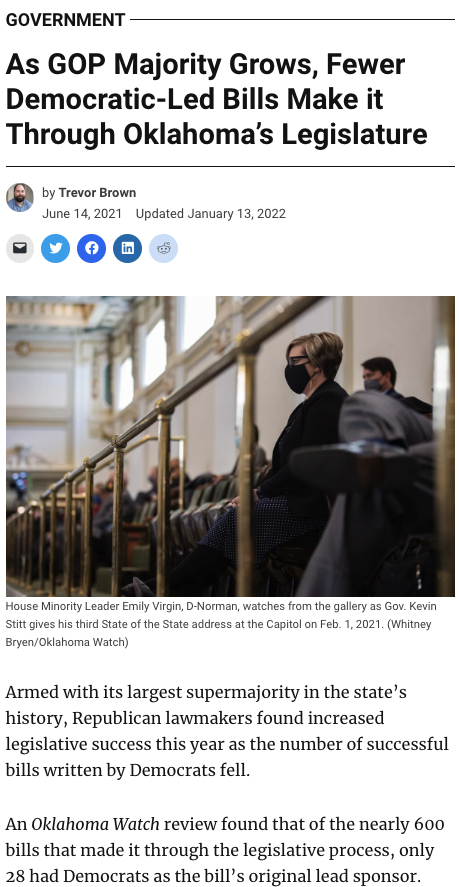 GOVERNMENT
As GOP Majority Grows, Fewer
Democratic-Led Bills Make it
Through Oklahoma’s Legislature
by Trevor Brown
June 14, 2021 Updated January 13, 2022
House Minority Leader Emily Virgin, D-Norman, watches from the gallery as Gov. Kevin
Stitt gives his third State of the State address at the Capitol on Feb. 1, 2021. (Whitney
Bryen/Oklahoma Watch)
Armed with its largest supermajority in the state’s
history, Republican lawmakers found increased
legislative success this year as the number of successful
bills written by Democrats fell.
An Oklahoma Watch review found that of the nearly 600
bills that made it through the legislative process, only
28 had Democrats as the bill’s original lead sponsor.